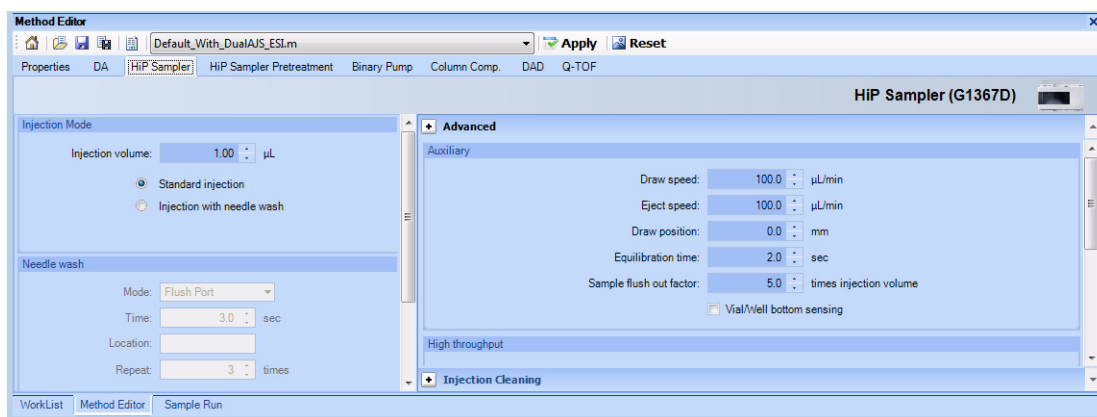 Method Editor
Default_With_DualAJS_ESI.m
Apply
Reset
Properties DA HiP Sampler HiP Sampler Pretreatment Binary Pump Column Comp. DAD Q-TOF
HiP Sampler (G1367D)
Injection Mode
Injection volume: 1.00 µL
Standard injection
Injection with needle wash
Needle wash
Mode: Flush Port
Time: 3.0 sec
Location:
Repeat: 3 times
Advanced
Auxiliary
Draw speed: 100.0 µL/min
Eject speed: 100.0 µL/min
Draw position: 0.0 mm
Equilibration time: 2.0 sec
Sample flush out factor: 5.0 times injection volume
Vial/Well bottom sensing
High throughput
Injection Cleaning
WorkList Method Editor Sample Run